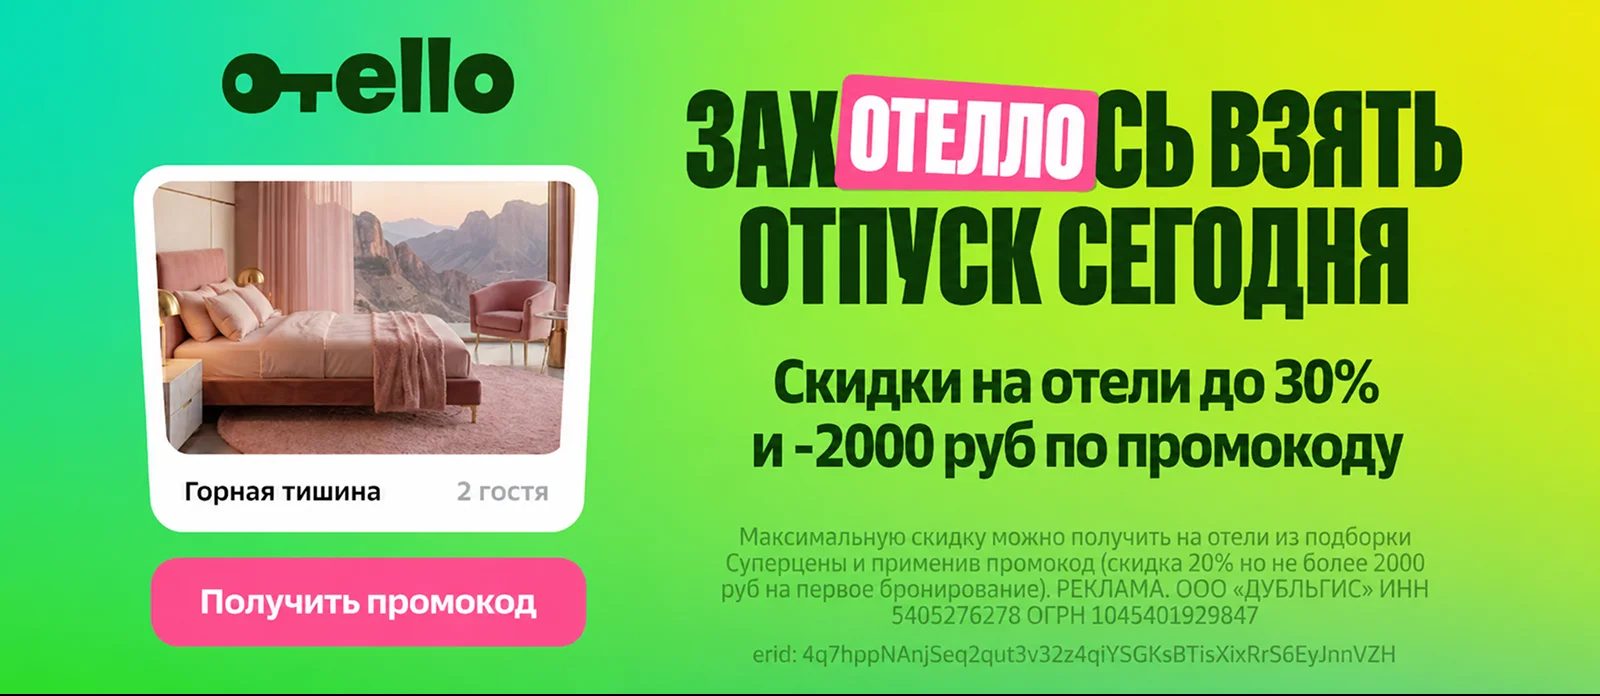 отello
ЗАХОТЕЛЛОСЬ ВЗЯТЬ
ОТПУСК СЕГОДНЯ
Скидки на отели до 30%
и -2000 руб по промокоду
Горная тишина
2 гостя
Получить промокод
Максимальную скидку можно получить на отели из подборки
Суперцены и применив промокод (скидка 20% но не более 2000
руб на первое бронирование). РЕКЛАМА. ООО «ДУБЛЬГИС» ИНН
5405276278 ОГРН 1045401929847
erid: 4q7hppNAnjSeq2qut3v32z4qiYSGKsBTisXixRrS6EyJnnVZH